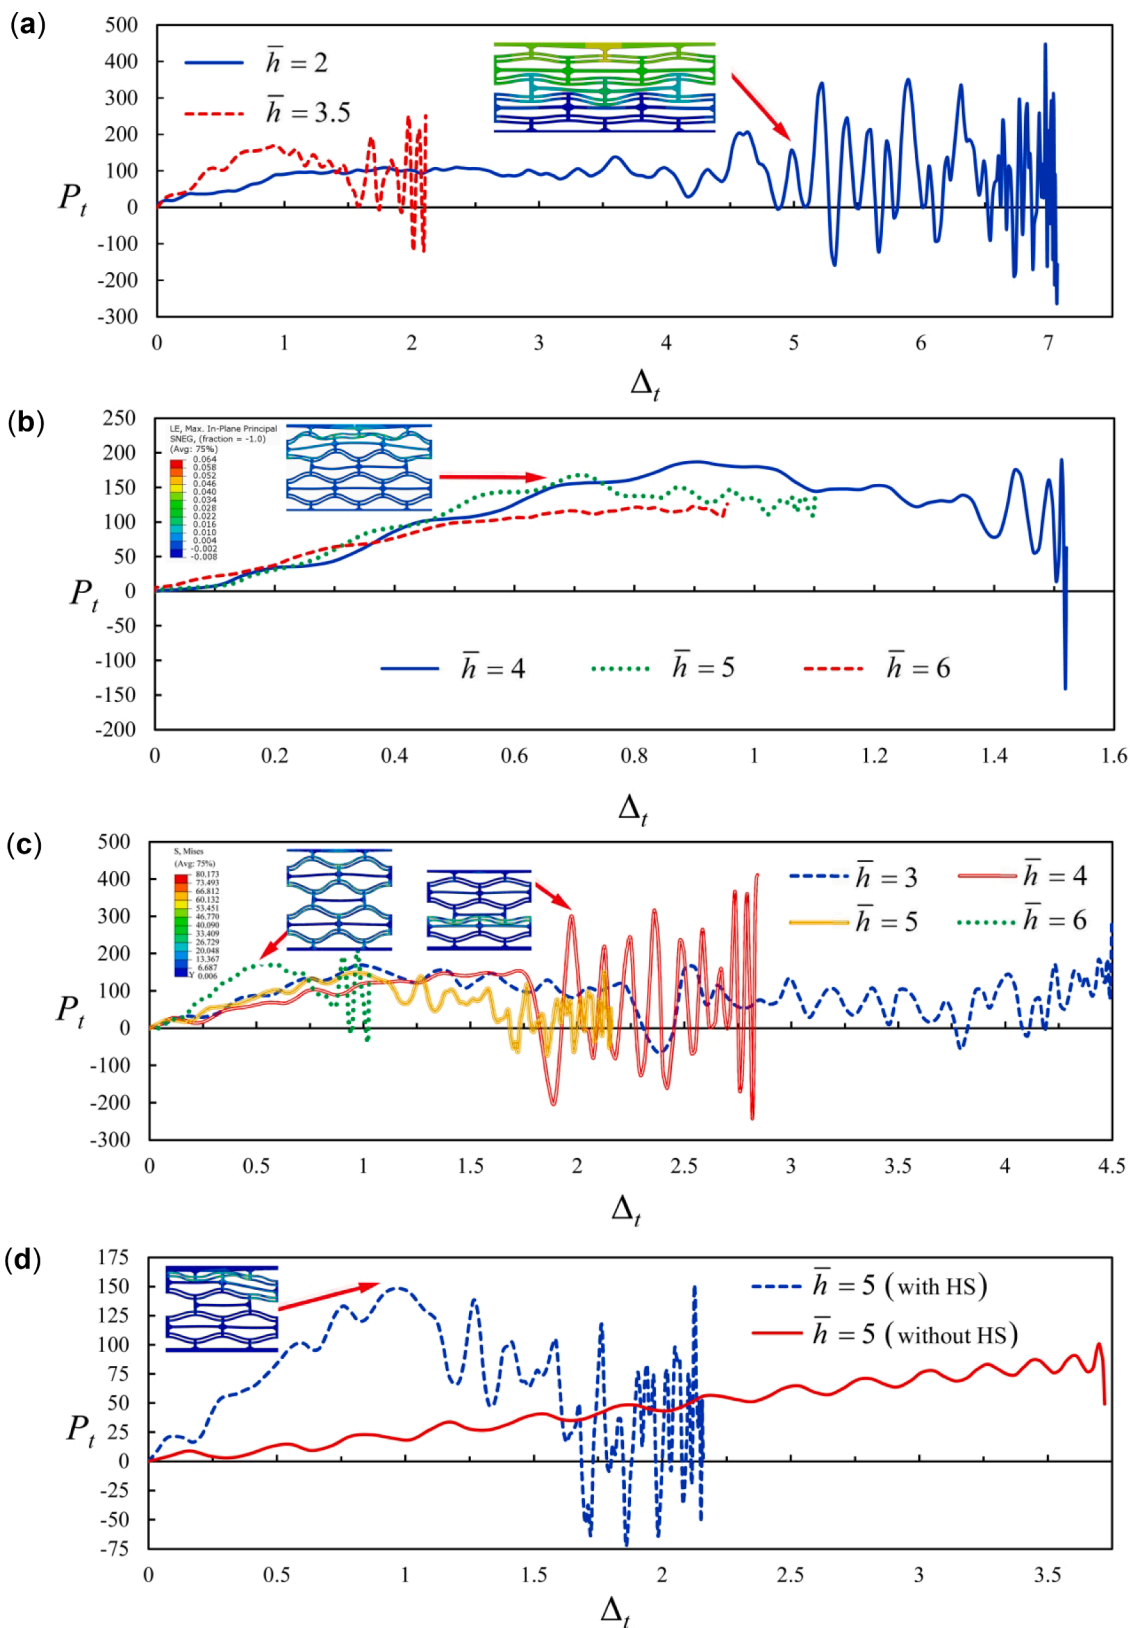 (a)
500
400
300
200
100
0
-100
-200
-300
P_t
h̅ = 2
h̅ = 3.5
0 1 2 3 4 5 6 7
Δ_t
(b)
250
200
150
100
50
0
-50
-100
-150
-200
P_t
LE, Max. In-Plane Principal
SNEG, (fraction = -1.0)
(Avg: 75%)
0.064
0.058
0.052
0.046
0.040
0.034
0.028
0.022
0.016
0.010
0.004
-0.002
-0.008
h̅ = 4 h̅ = 5 h̅ = 6
0 0.2 0.4 0.6 0.8 1 1.2 1.4 1.6
Δ_t
(c)
500
400
300
200
100
0
-100
-200
-300
P_t
S, Mises
(Avg: 75%)
80.173
73.493
66.812
60.132
53.451
46.770
40.090
33.409
26.729
20.048
13.367
6.687
Y 0.006
h̅ = 3 h̅ = 4
h̅ = 5 h̅ = 6
0 0.5 1 1.5 2 2.5 3 3.5 4 4.5
Δ_t
(d)
175
150
125
100
75
50
25
0
-25
-50
-75
P_t
h̅ = 5 (with HS)
h̅ = 5 (without HS)
0 0.5 1 1.5 2 2.5 3 3.5
Δ_t